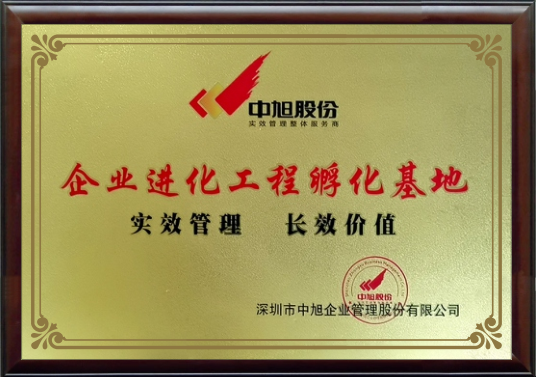 中旭股份
实效管理整体服务商
企业进化工程孵化基地
实效管理 长效价值
中旭股份
深圳市中旭企业管理股份有限公司